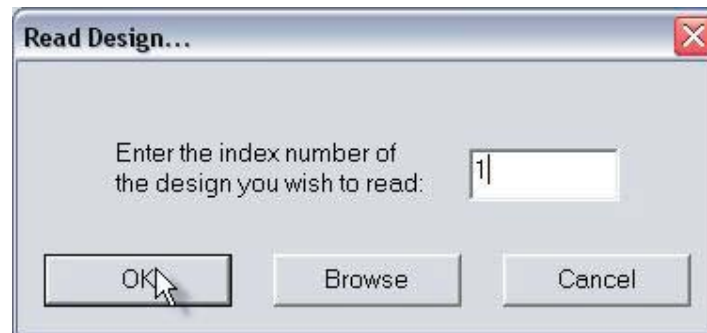 Read Design...
Enter the index number of
the design you wish to read:
1
OK
Browse
Cancel